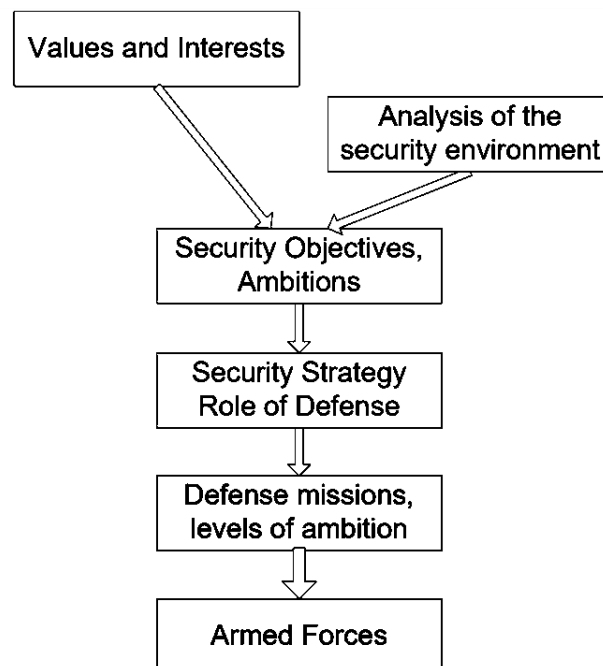 Values and Interests
Analysis of the
security environment
Security Objectives,
Ambitions
Security Strategy
Role of Defense
Defense missions,
levels of ambition
Armed Forces